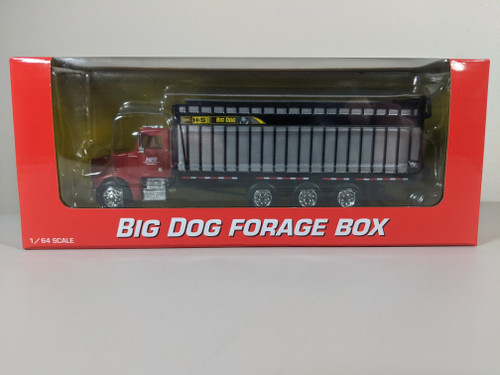 H&S BIG DOG
BIG DOG FORAGE BOX
1/64 SCALE